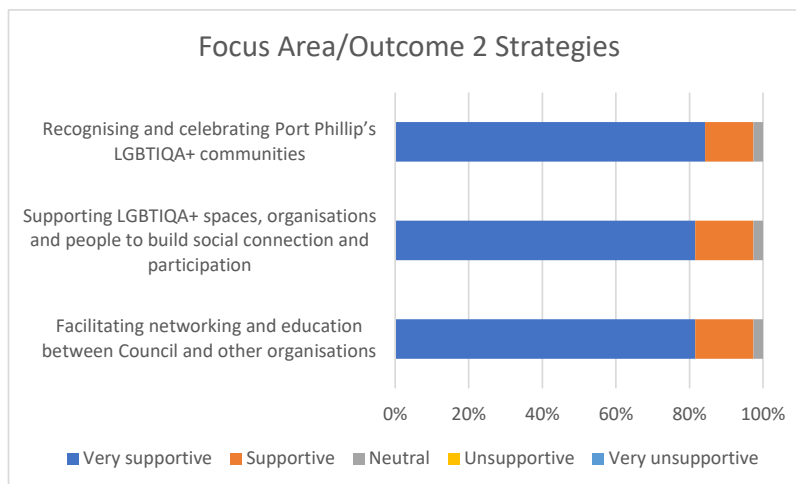 Focus Area/Outcome 2 Strategies
Recognising and celebrating Port Phillip’s
LGBTIQA+ communities
Supporting LGBTIQA+ spaces, organisations
and people to build social connection and
participation
Facilitating networking and education
between Council and other organisations
0% 20% 40% 60% 80% 100%
Very supportive Supportive Neutral Unsupportive Very unsupportive